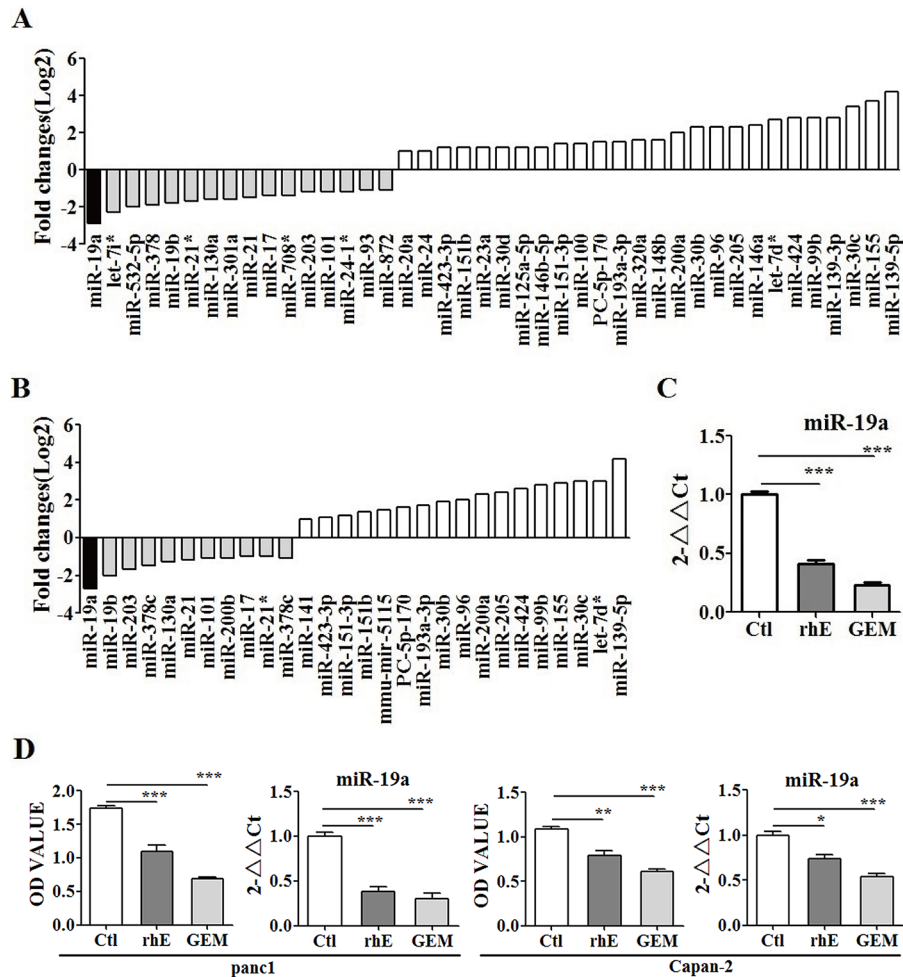 A
Fold changes(Log2)
6
4
2
0
-2
-4
miR-19a
let-7i*
miR-532-5p
miR-378
miR-19b
miR-21*
miR-130a
miR-301a
miR-21
miR-17
miR-708*
miR-203
miR-101
miR-24-1*
miR-93
miR-872
miR-20a
miR-24
miR-423-3p
miR-151b
miR-23a
miR-30d
miR-125a-5p
miR-146b-5p
miR-151-3p
miR-100
PC-5p-170
miR-193a-3p
miR-320a
miR-148b
miR-200a
miR-30b
miR-96
miR-205
miR-146a
let-7d*
miR-424
miR-99b
miR-139-3p
miR-30c
miR-155
miR-139-5p
B
Fold changes(Log2)
6
4
2
0
-2
-4
miR-19a
miR-19b
miR-203
miR-378c
miR-130a
miR-21
miR-101
miR-200b
miR-17
miR-21*
miR-378c
miR-141
miR-423-3p
miR-151-3p
miR-151b
mmu-mir-5115
PC-5p-170
miR-193a-3p
miR-30b
miR-96
miR-200a
miR-205
miR-424
miR-99b
miR-155
miR-30c
let-7d*
miR-139-5p
C
miR-19a
2-△△Ct
1.5
1.0
0.5
0.0
***
***
Ctl rhE GEM
D
OD VALUE
2.0
1.5
1.0
0.5
0.0
***
***
Ctl rhE GEM
miR-19a
2-△△Ct
1.5
1.0
0.5
0.0
***
***
Ctl rhE GEM
panc1
OD VALUE
1.5
1.0
0.5
0.0
***
**
Ctl rhE GEM
miR-19a
2-△△Ct
1.5
1.0
0.5
0.0
***
*
Ctl rhE GEM
Capan-2